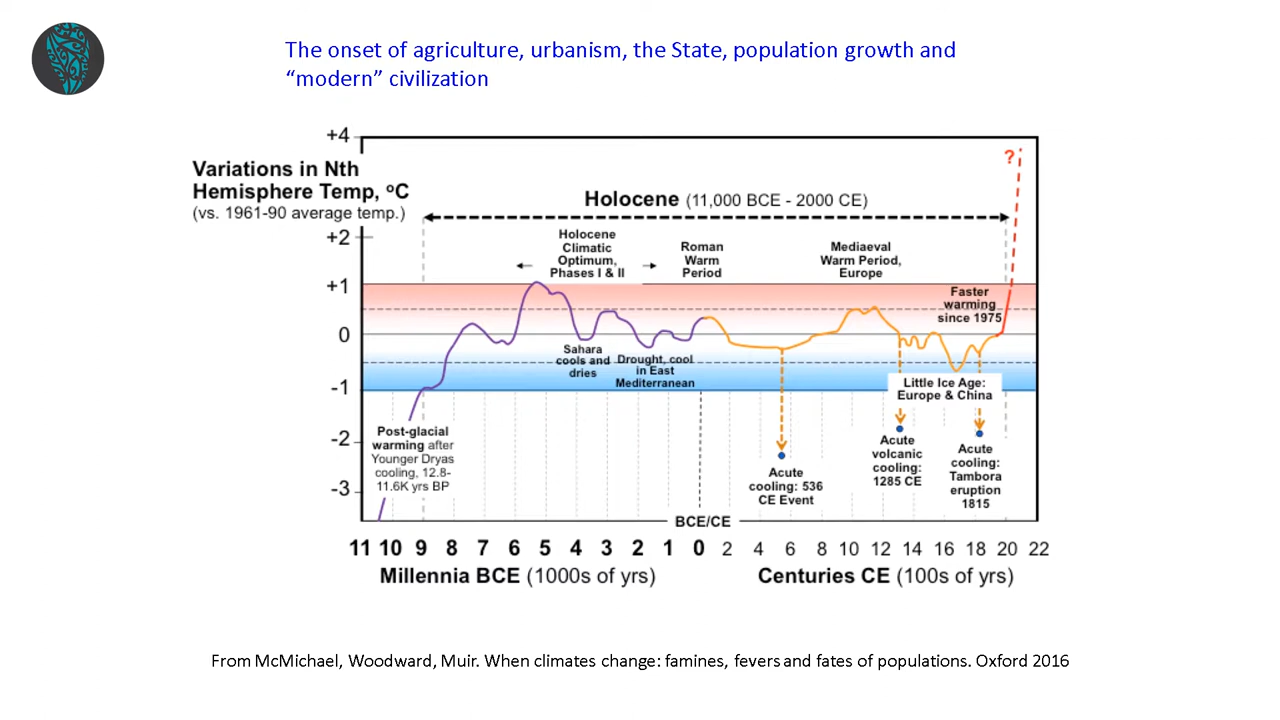 The onset of agriculture, urbanism, the State, population growth and
“modern” civilization
+4
Variations in Nth
Hemisphere Temp, ºC
(vs. 1961-90 average temp.)
+2
+1
0
-1
-2
-3
?
Holocene (11,000 BCE - 2000 CE)
Holocene
Climatic
Optimum,
Phases I & II
Roman
Warm
Period
Mediaeval
Warm Period,
Europe
Faster
warming
since 1975
Sahara
cools and
dries
Drought, cool
in East
Mediterranean
Little Ice Age:
Europe & China
Post-glacial
warming after
Younger Dryas
cooling, 12.8-
11.6K yrs BP
Acute
cooling: 536
CE Event
Acute
volcanic
cooling:
1285 CE
Acute
cooling:
Tambora
eruption
1815
BCE/CE
11 10 9 8 7 6 5 4 3 2 1 0 2 4 6 8 10 12 14 16 18 20 22
Millennia BCE (1000s of yrs)
Centuries CE (100s of yrs)
From McMichael, Woodward, Muir. When climates change: famines, fevers and fates of populations. Oxford 2016